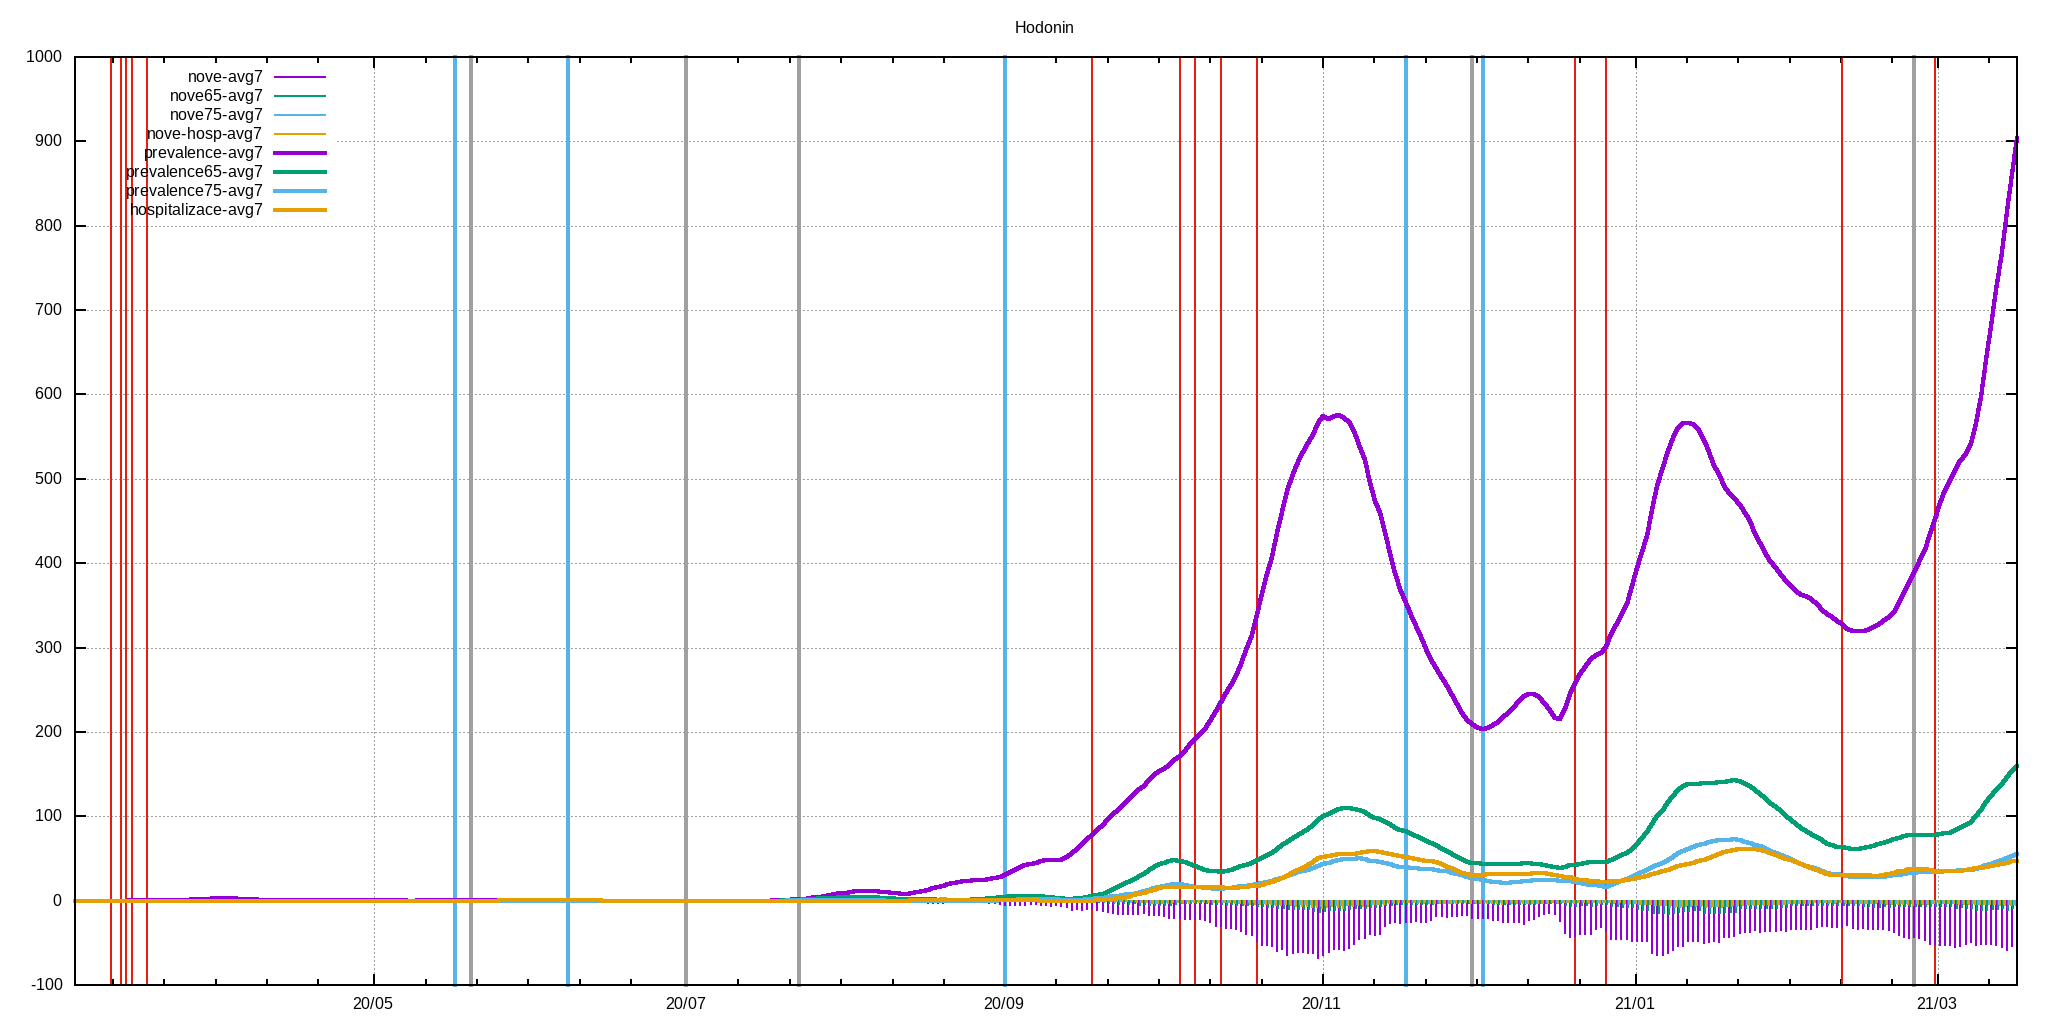 Hodonin
1000
900
800
700
600
500
400
300
200
100
0
-100
nove-avg7
nove65-avg7
nove75-avg7
nove-hosp-avg7
prevalence-avg7
prevalence65-avg7
prevalence75-avg7
hospitalizace-avg7
20/05 20/07 20/09 20/11 21/01 21/03